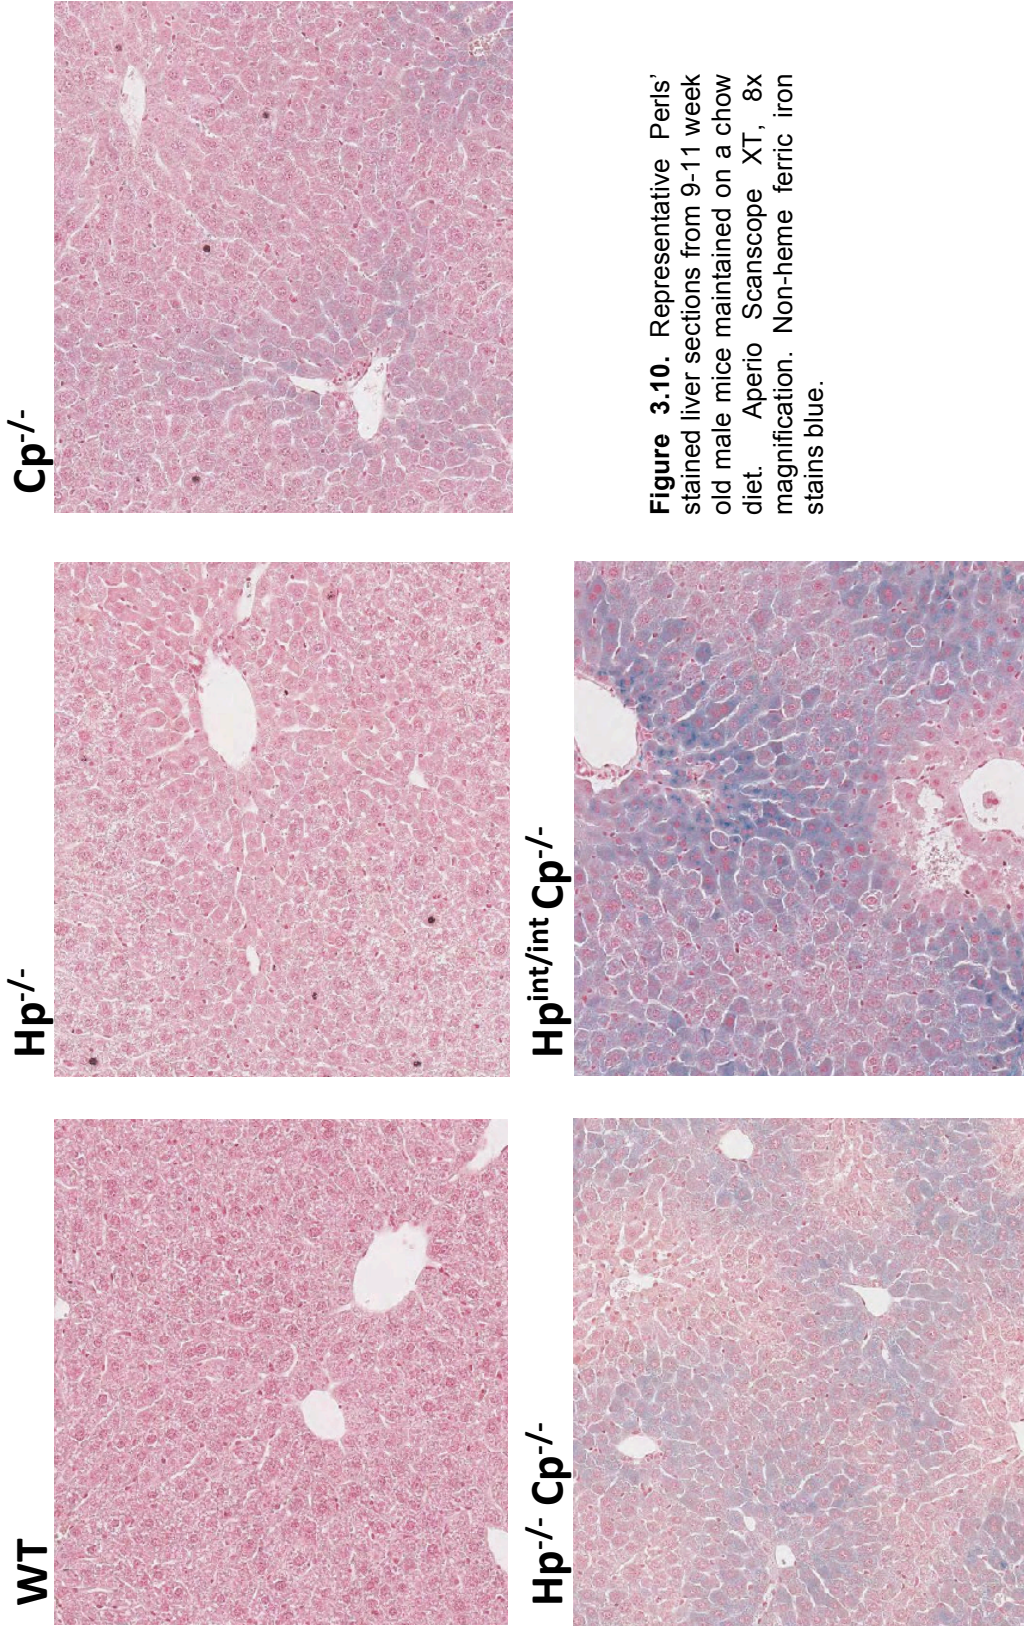 WT
Hp-/-
Cp-/-
Hp-/- Cp-/-
Hpint/int Cp-/-
Figure 3.10. Representative Perls'
stained liver sections from 9-11 week
old male mice maintained on a chow
diet. Aperio Scanscope XT, 8x
magnification. Non-heme ferric iron
stains blue.